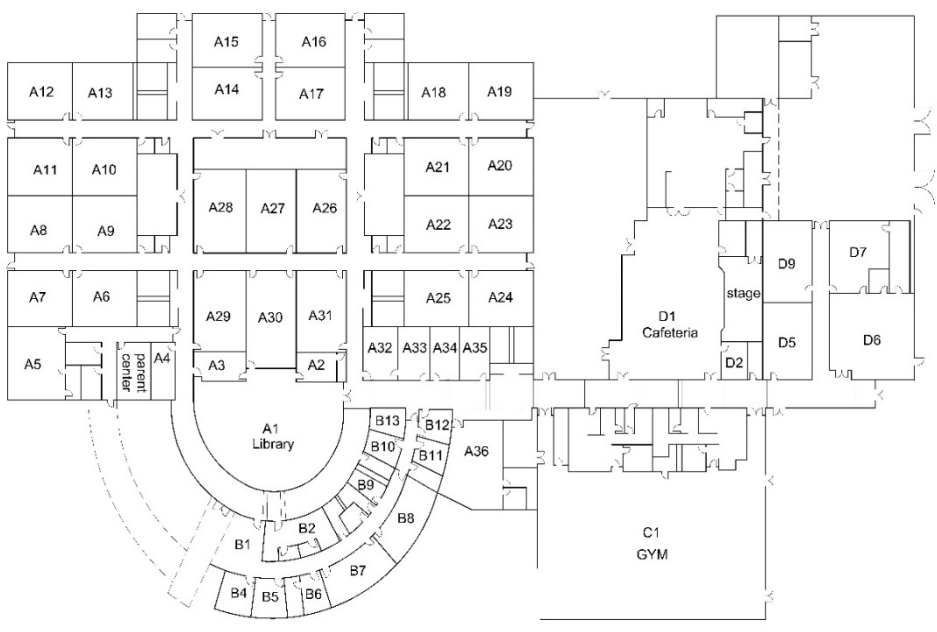 A15
A16
A14
A17
A12
A13
A18
A19
A11
A10
A21
A20
A28
A27
A26
A8
A9
A22
A23
D9
D7
stage
A7
A6
A29
A30
A31
A25
A24
D1
Cafeteria
D5
D6
A5
parent
center
A4
A3
A2
A32
A33
A34
A35
D2
A1
Library
B13
B12
B10
B11
A36
B9
B8
B1
B2
B7
B4
B5
B6
C1
GYM